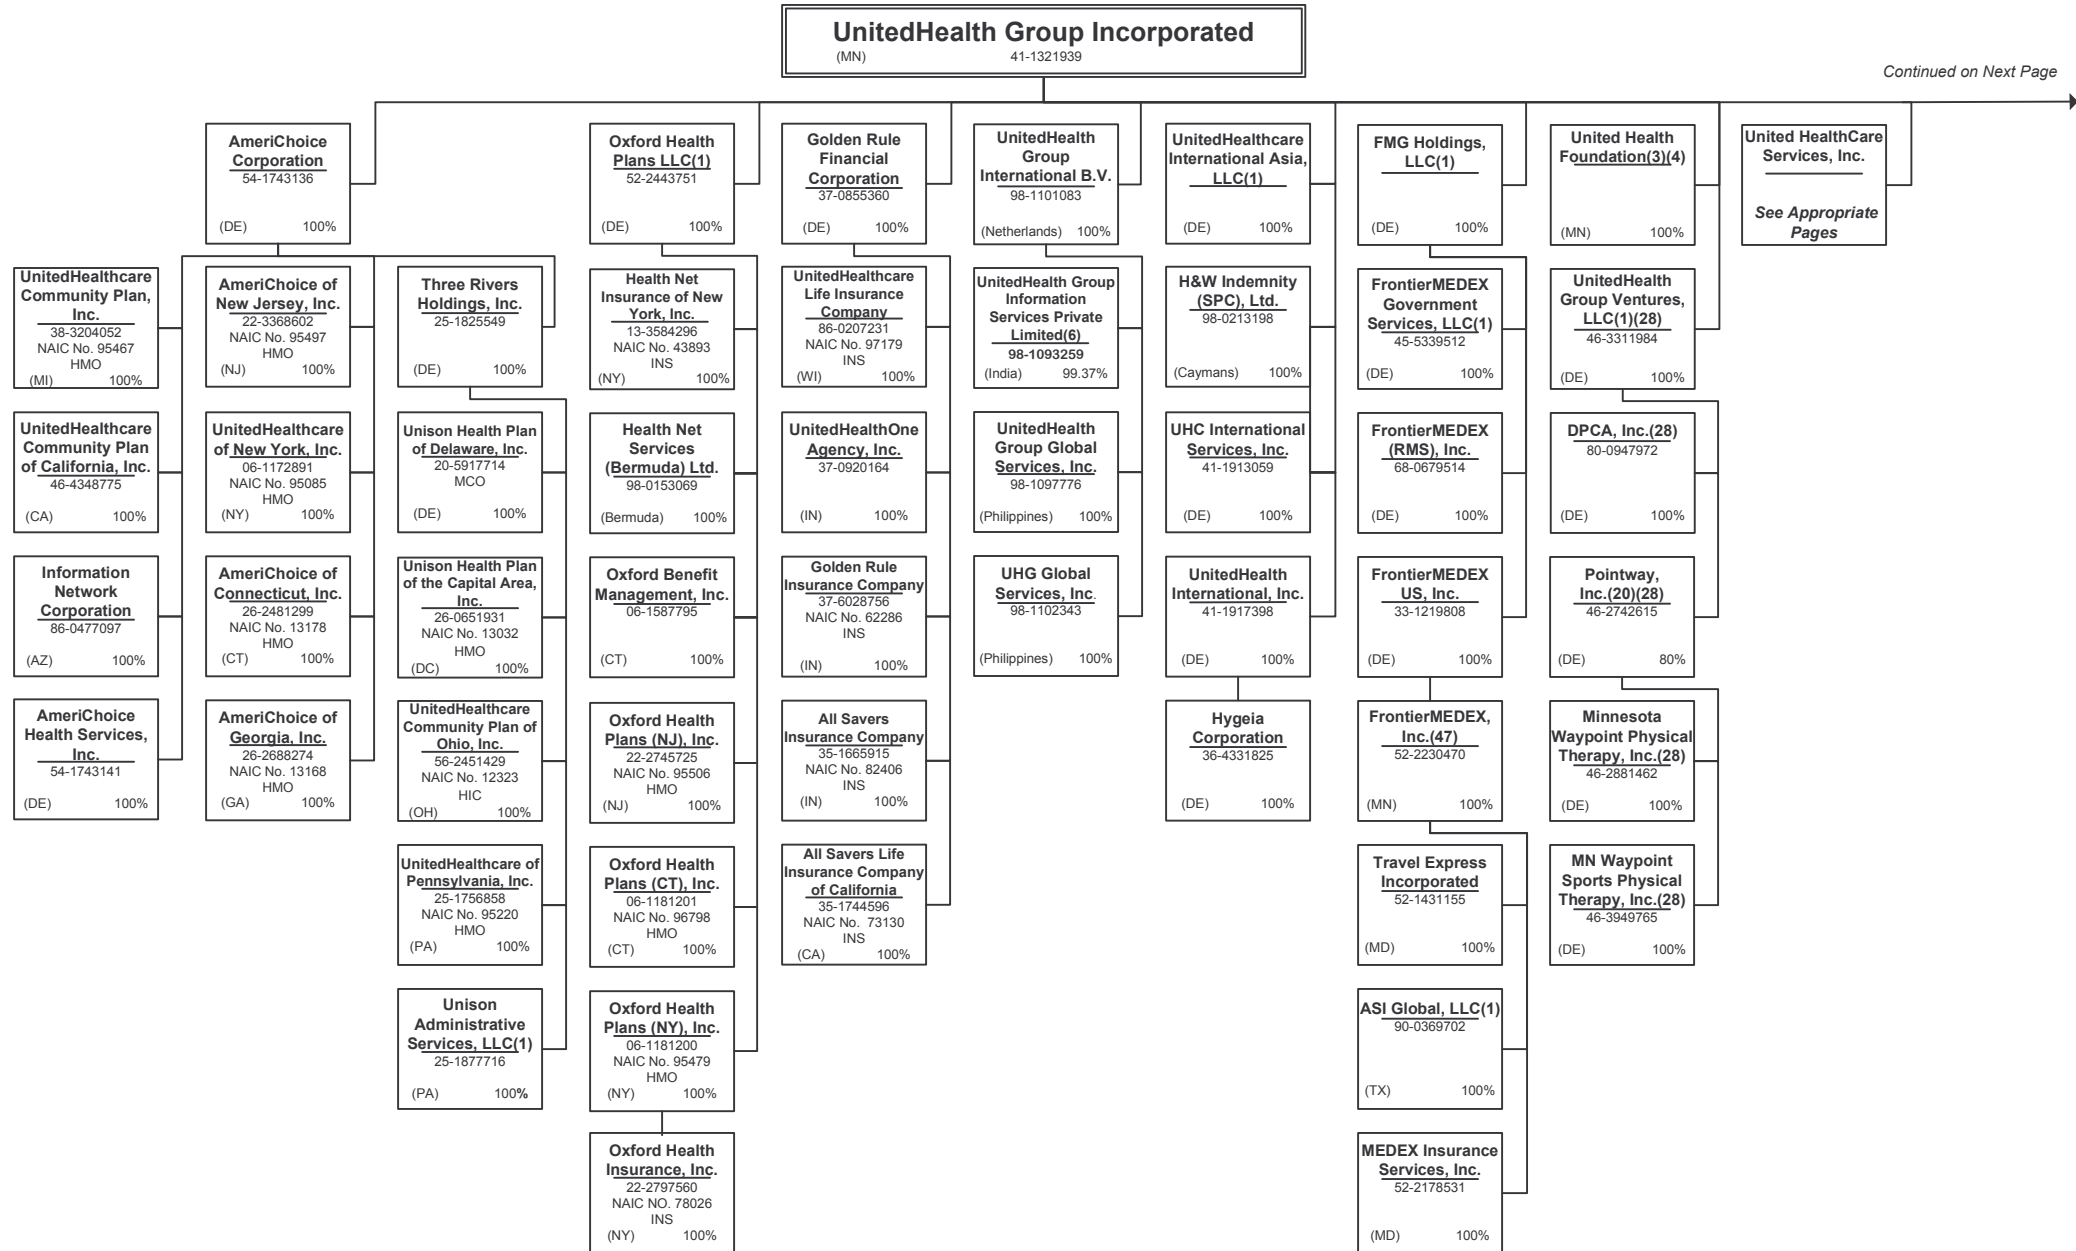 UnitedHealth Group Incorporated
(MN) 41-1321939
Continued on Next Page
AmeriChoice
Corporation
54-1743136
(DE) 100%
Oxford Health
Plans LLC(1)
52-2443751
(DE) 100%
Golden Rule
Financial
Corporation
37-0855360
(DE) 100%
UnitedHealth
Group
International B.V.
98-1101083
(Netherlands) 100%
UnitedHealthcare
International Asia,
LLC(1)
(DE) 100%
FMG Holdings,
LLC(1)
(DE) 100%
United Health
Foundation(3)(4)
(MN) 100%
United HealthCare
Services, Inc.
See Appropriate
Pages
UnitedHealthcare
Community Plan,
Inc.
38-3204052
NAIC No. 95467
HMO
(MI) 100%
AmeriChoice of
New Jersey, Inc.
22-3368602
NAIC No. 95497
HMO
(NJ) 100%
Three Rivers
Holdings, Inc.
25-1825549
(DE) 100%
Health Net
Insurance of New
York, Inc.
13-3584296
NAIC No. 43893
INS
(NY) 100%
UnitedHealthcare
Life Insurance
Company
86-0207231
NAIC No. 97179
INS
(WI) 100%
UnitedHealth Group
Information
Services Private
Limited(6)
98-1093259
(India) 99.37%
H&W Indemnity
(SPC), Ltd.
98-0213198
(Caymans) 100%
FrontierMEDEX
Government
Services, LLC(1)
45-5339512
(DE) 100%
UnitedHealth
Group Ventures,
LLC(1)(28)
46-3311984
(DE) 100%
UnitedHealthcare
Community Plan
of California, Inc.
46-4348775
(CA) 100%
UnitedHealthcare
of New York, Inc.
06-1172891
NAIC No. 95085
HMO
(NY) 100%
Unison Health Plan
of Delaware, Inc.
20-5917714
MCO
(DE) 100%
Health Net
Services
(Bermuda) Ltd.
98-0153069
(Bermuda) 100%
UnitedHealthOne
Agency, Inc.
37-0920164
(IN) 100%
UnitedHealth
Group Global
Services, Inc.
98-1097776
(Philippines) 100%
UHC International
Services, Inc.
41-1913059
(DE) 100%
FrontierMEDEX
(RMS), Inc.
68-0679514
(DE) 100%
DPCA, Inc.(28)
80-0947972
(DE) 100%
Information
Network
Corporation
86-0477097
(AZ) 100%
AmeriChoice of
Connecticut, Inc.
26-2481299
NAIC No. 13178
HMO
(CT) 100%
Unison Health Plan
of the Capital Area,
Inc.
26-0651931
NAIC No. 13032
HMO
(DC) 100%
Oxford Benefit
Management, Inc.
06-1587795
(CT) 100%
Golden Rule
Insurance Company
37-6028756
NAIC No. 62286
INS
(IN) 100%
UHG Global
Services, Inc.
98-1102343
(Philippines) 100%
UnitedHealth
International, Inc.
41-1917398
(DE) 100%
FrontierMEDEX
US, Inc.
33-1219808
(DE) 100%
Pointway,
Inc.(20)(28)
46-2742615
(DE) 80%
AmeriChoice
Health Services,
Inc.
54-1743141
(DE) 100%
AmeriChoice of
Georgia, Inc.
26-2688274
NAIC No. 13168
HMO
(GA) 100%
UnitedHealthcare
Community Plan of
Ohio, Inc.
56-2451429
NAIC No. 12323
HIC
(OH) 100%
Oxford Health
Plans (NJ), Inc.
22-2745725
NAIC No. 95506
HMO
(NJ) 100%
All Savers
Insurance Company
35-1665915
NAIC No. 82406
INS
(IN) 100%
Hygeia
Corporation
36-4331825
(DE) 100%
FrontierMEDEX,
Inc.(47)
52-2230470
(MN) 100%
Minnesota
Waypoint Physical
Therapy, Inc.(28)
46-2881462
(DE) 100%
UnitedHealthcare of
Pennsylvania, Inc.
25-1756858
NAIC No. 95220
HMO
(PA) 100%
Oxford Health
Plans (CT), Inc.
06-1181201
NAIC No. 96798
HMO
(CT) 100%
All Savers Life
Insurance Company
of California
35-1744596
NAIC No. 73130
INS
(CA) 100%
Travel Express
Incorporated
52-1431155
(MD) 100%
MN Waypoint
Sports Physical
Therapy, Inc.(28)
46-3949765
(DE) 100%
Unison
Administrative
Services, LLC(1)
25-1877716
(PA) 100%
Oxford Health
Plans (NY), Inc.
06-1181200
NAIC No. 95479
HMO
(NY) 100%
ASI Global, LLC(1)
90-0369702
(TX) 100%
Oxford Health
Insurance, Inc.
22-2797560
NAIC NO. 78026
INS
(NY) 100%
MEDEX Insurance
Services, Inc.
52-2178531
(MD) 100%